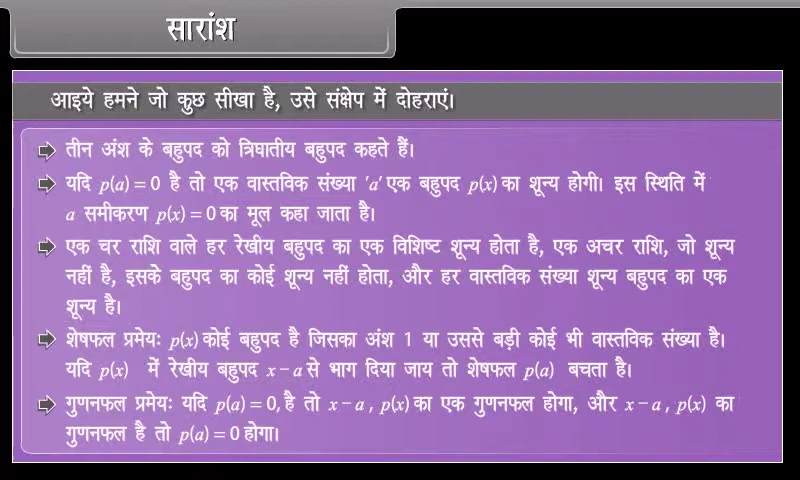 सारांश
आइये हमने जो कुछ सीखा है, उसे संक्षेप में दोहराएं।
तीन अंश के बहुपद को त्रिघातीय बहुपद कहते हैं।
यदि p(a) = 0 है तो एक वास्तविक संख्या 'a' एक बहुपद p(x) का शून्य होगी। इस स्थिति में
a समीकरण p(x) = 0 का मूल कहा जाता है।
एक चर राशि वाले हर रेखीय बहुपद का एक विशिष्ट शून्य होता है, एक अचर राशि, जो शून्य
नहीं है, इसके बहुपद का कोई शून्य नहीं होता, और हर वास्तविक संख्या शून्य बहुपद का एक
शून्य है।
शेषफल प्रमेयः p(x) कोई बहुपद है जिसका अंश 1 या उससे बड़ी कोई भी वास्तविक संख्या है।
यदि p(x) में रेखीय बहुपद x – a से भाग दिया जाय तो शेषफल p(a) बचता है।
गुणनफल प्रमेयः यदि p(a) = 0, है तो x – a , p(x) का एक गुणनफल होगा, और x – a , p(x) का
गुणनफल है तो p(a) = 0 होगा।